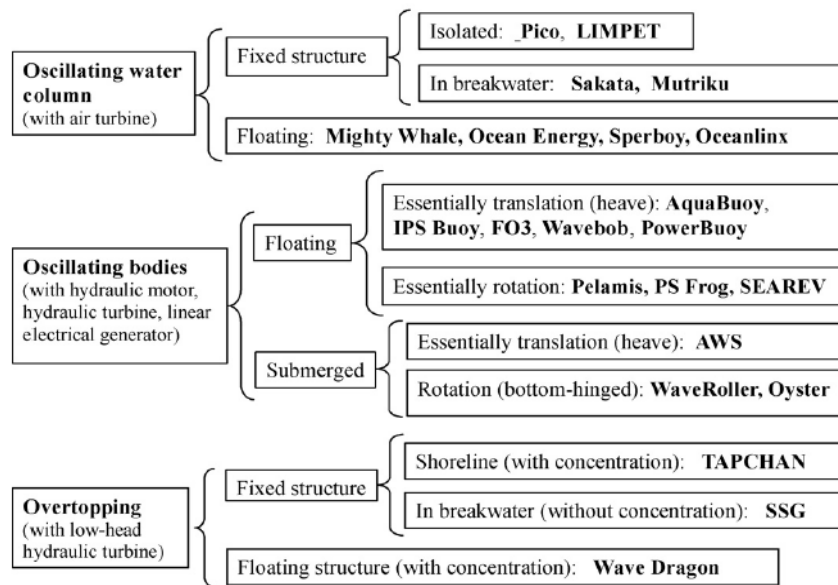 Oscillating water
column
(with air turbine)
Fixed structure
Isolated: _Pico, LIMPET
In breakwater: Sakata, Mutriku
Floating: Mighty Whale, Ocean Energy, Sperboy, Oceanlinx
Oscillating bodies
(with hydraulic motor,
hydraulic turbine, linear
electrical generator)
Floating
Essentially translation (heave): AquaBuoy,
IPS Buoy, FO3, Wavebob, PowerBuoy
Essentially rotation: Pelamis, PS Frog, SEAREV
Submerged
Essentially translation (heave): AWS
Rotation (bottom-hinged): WaveRoller, Oyster
Overtopping
(with low-head
hydraulic turbine)
Fixed structure
Shoreline (with concentration): TAPCHAN
In breakwater (without concentration): SSG
Floating structure (with concentration): Wave Dragon